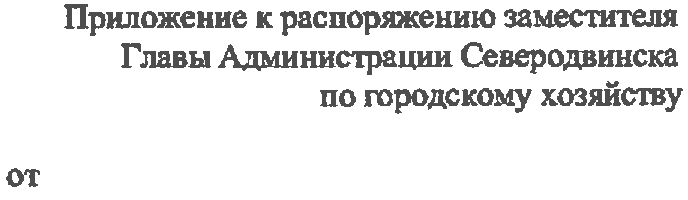 Приложение к распоряжению заместителя
Главы Администрации Северодвинска
по городскому хозяйству
от